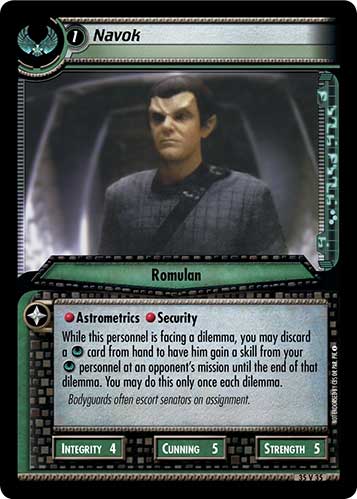 1 Navok
Romulan
Astrometrics Security
While this personnel is facing a dilemma, you may discard
a card from hand to have him gain a skill from your
personnel at an opponent's mission until the end of that
dilemma. You may do this only once each dilemma.
Bodyguards often escort senators on assignment.
INTEGRITY 4 CUNNING 5 STRENGTH 5
35 V 35